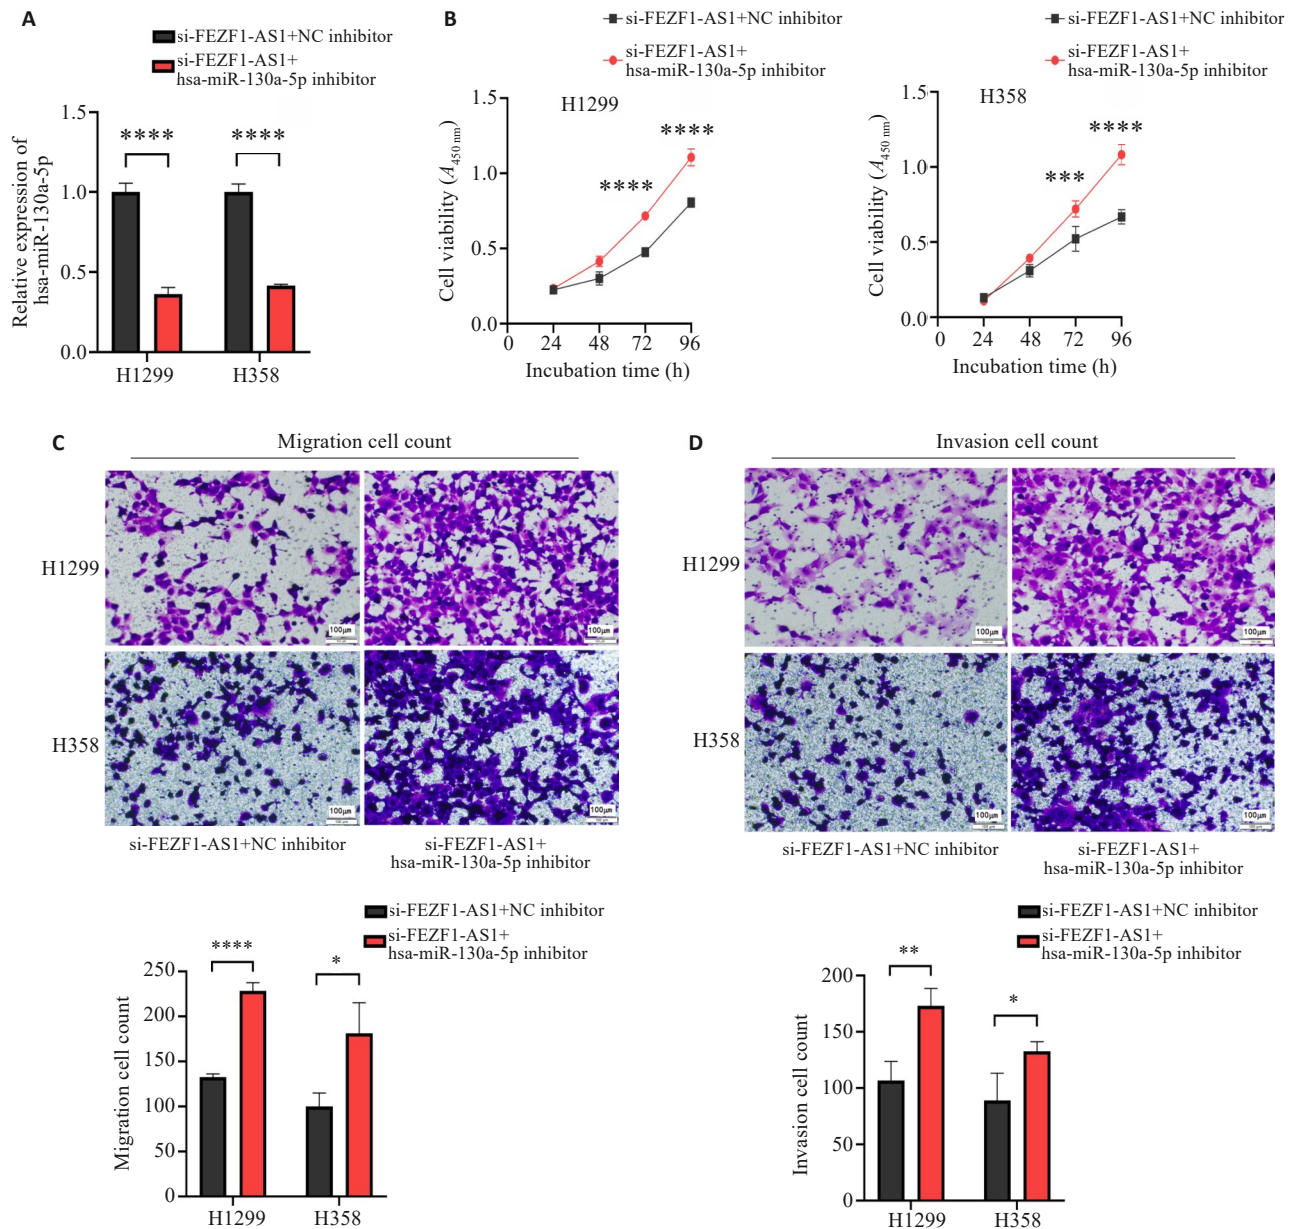 A
si-FEZF1-AS1+NC inhibitor
si-FEZF1-AS1+
hsa-miR-130a-5p inhibitor
Relative expression of
hsa-miR-130a-5p
1.5
1.0
0.5
0.0
****
****
H1299
H358
B
si-FEZF1-AS1+NC inhibitor
si-FEZF1-AS1+
hsa-miR-130a-5p inhibitor
H1299
Cell viability (A450 nm)
1.5
1.0
0.5
0.0
****
****
0 24 48 72 96
Incubation time (h)
si-FEZF1-AS1+NC inhibitor
si-FEZF1-AS1+
hsa-miR-130a-5p inhibitor
H358
Cell viability (A450 nm)
1.5
1.0
0.5
0.0
***
****
0 24 48 72 96
Incubation time (h)
C
Migration cell count
H1299
100μm
100μm
H358
100μm
100μm
si-FEZF1-AS1+NC inhibitor
si-FEZF1-AS1+
hsa-miR-130a-5p inhibitor
si-FEZF1-AS1+NC inhibitor
si-FEZF1-AS1+
hsa-miR-130a-5p inhibitor
Migration cell count
250
200
150
100
50
0
****
*
H1299
H358
D
Invasion cell count
H1299
100μm
100μm
H358
100μm
100μm
si-FEZF1-AS1+NC inhibitor
si-FEZF1-AS1+
hsa-miR-130a-5p inhibitor
si-FEZF1-AS1+NC inhibitor
si-FEZF1-AS1+
hsa-miR-130a-5p inhibitor
Invasion cell count
200
150
100
50
0
**
*
H1299
H358